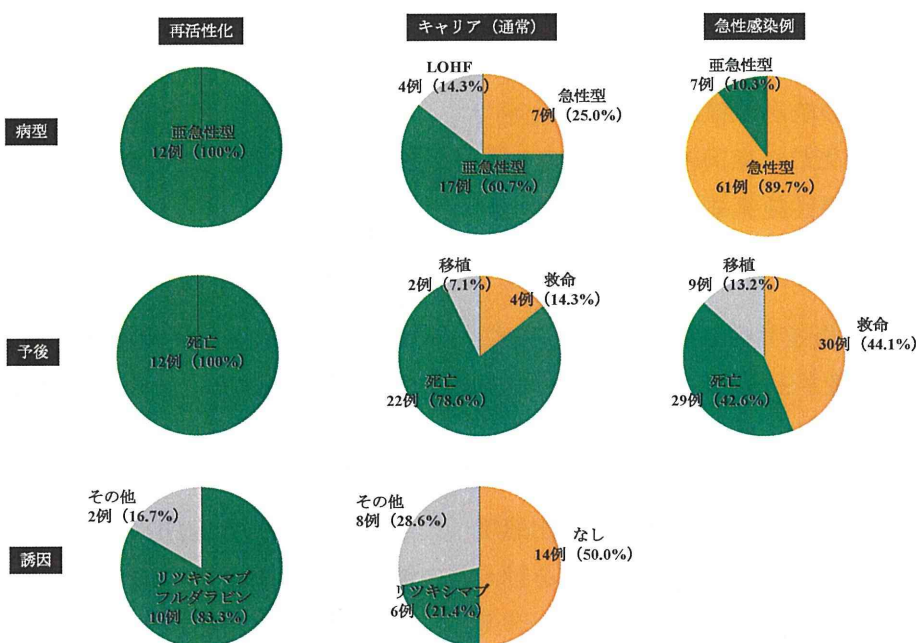 再活性化
キャリア（通常）
急性感染例
病型
亜急性型
12例（100%）
LOHF
4例（14.3%）
急性型
7例（25.0%）
亜急性型
17例（60.7%）
亜急性型
7例（10.3%）
急性型
61例（89.7%）
予後
死亡
12例（100%）
移植
2例（7.1%）
救命
4例（14.3%）
死亡
22例（78.6%）
移植
9例（13.2%）
救命
30例（44.1%）
死亡
29例（42.6%）
誘因
その他
2例（16.7%）
リツキシマブ
フルダラビン
10例（83.3%）
その他
8例（28.6%）
なし
14例（50.0%）
リツキシマブ
6例（21.4%）